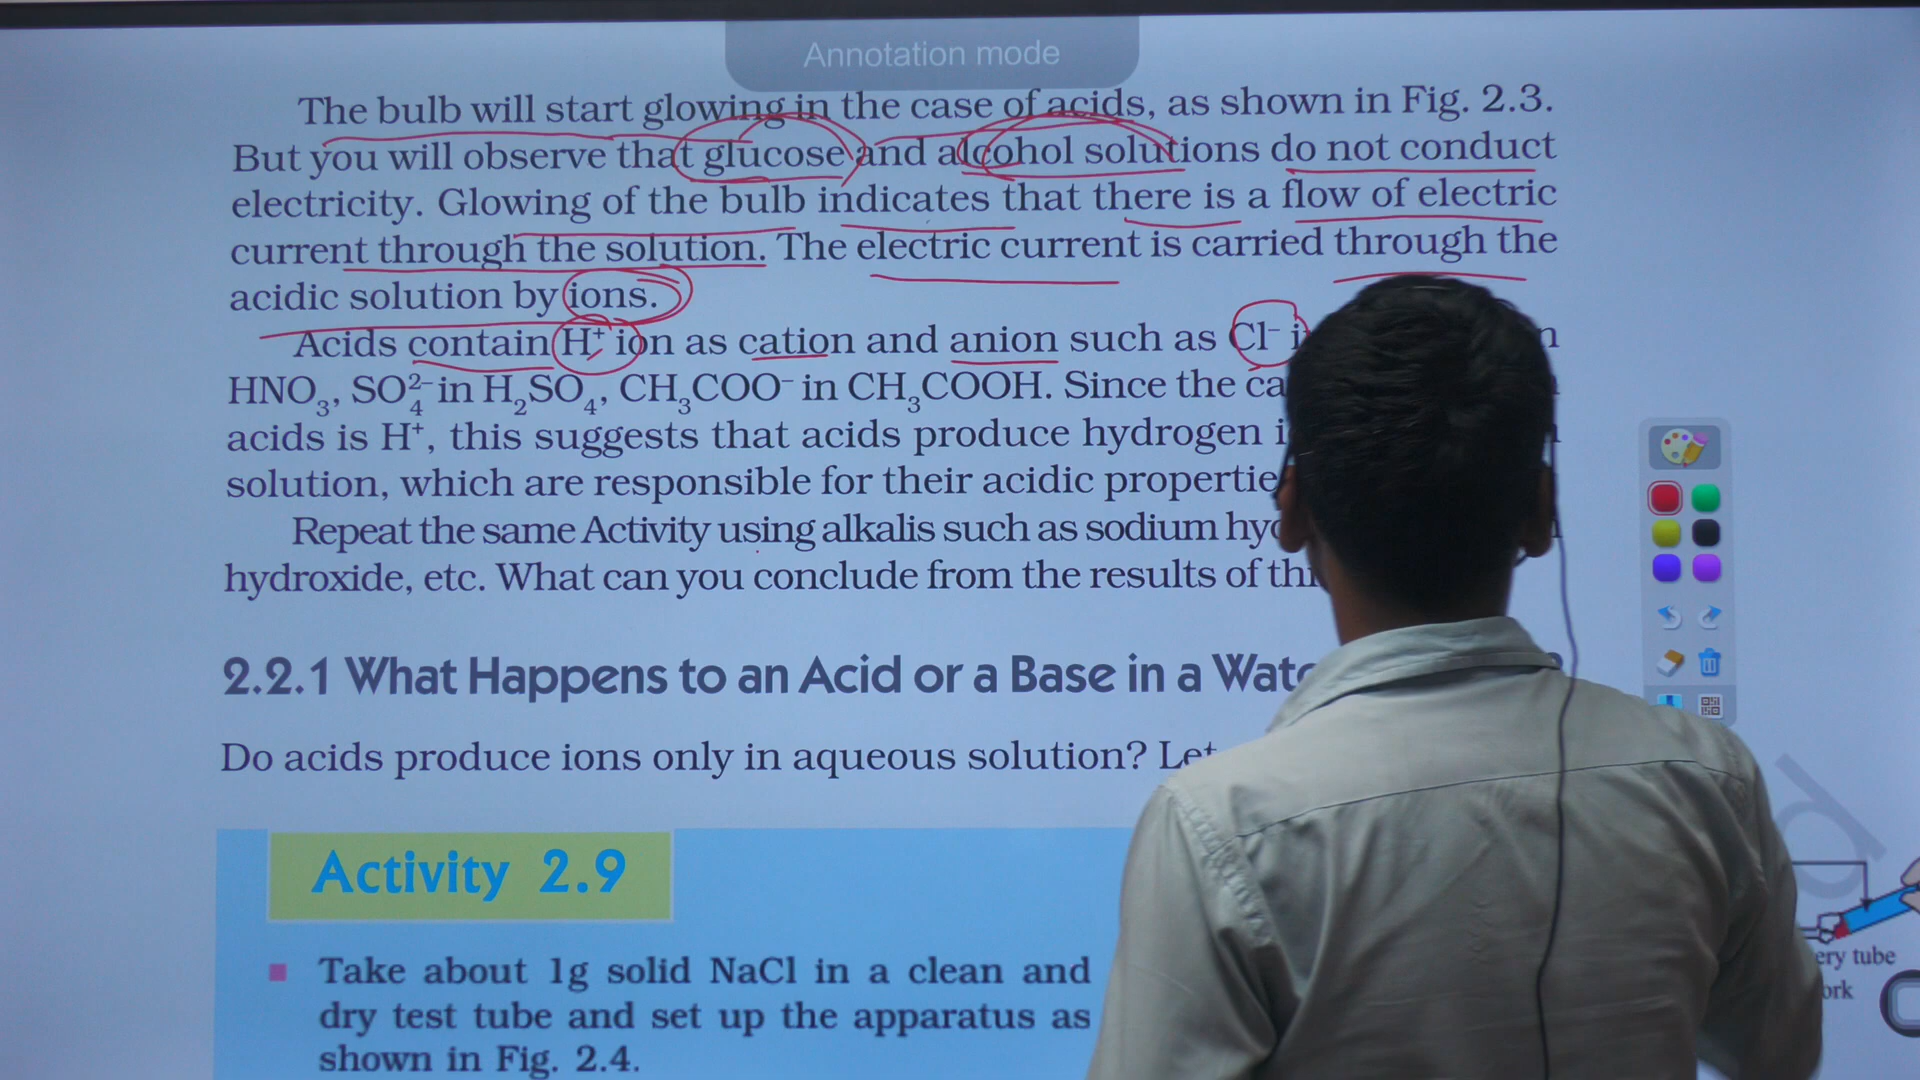 Annotation mode
The bulb will start glowing in the case of acids, as shown in Fig. 2.3.
But you will observe that glucose and alcohol solutions do not conduct
electricity. Glowing of the bulb indicates that there is a flow of electric
current through the solution. The electric current is carried through the
acidic solution by ions.
Acids contain H⁺ ion as cation and anion such as Cl⁻
HNO₃, SO₄²⁻ in H₂SO₄, CH₃COO⁻ in CH₃COOH. Since the
acids is H⁺, this suggests that acids produce hydrogen
solution, which are responsible for their acidic
Repeat the same Activity using alkalis such as sodium
hydroxide, etc. What can you conclude from the results of
2.2.1 What Happens to an Acid or a Base in a
Do acids produce ions only in aqueous solution? Let
Activity 2.9
Take about 1g solid NaCl in a clean and
dry test tube and set up the apparatus as
shown in Fig. 2.4.
tube